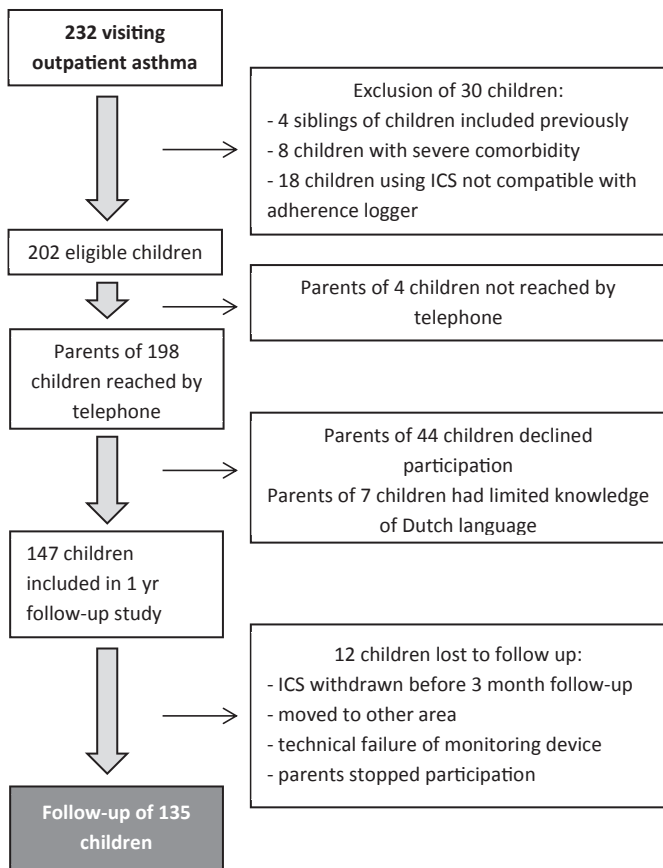 232 visiting
outpatient asthma
Exclusion of 30 children:
- 4 siblings of children included previously
- 8 children with severe comorbidity
- 18 children using ICS not compatible with
adherence logger
202 eligible children
Parents of 4 children not reached by
telephone
Parents of 198
children reached by
telephone
Parents of 44 children declined
participation
Parents of 7 children had limited knowledge
of Dutch language
147 children
included in 1 yr
follow-up study
12 children lost to follow up:
- ICS withdrawn before 3 month follow-up
- moved to other area
- technical failure of monitoring device
- parents stopped participation
Follow-up of 135
children